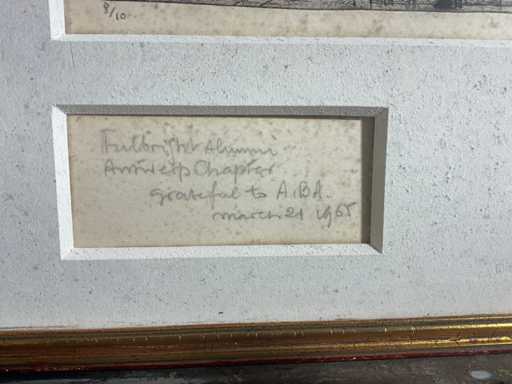 8/10
Fulbright Alumni
Antwerp Chapter
grateful to A.B.A.
march 21 1965